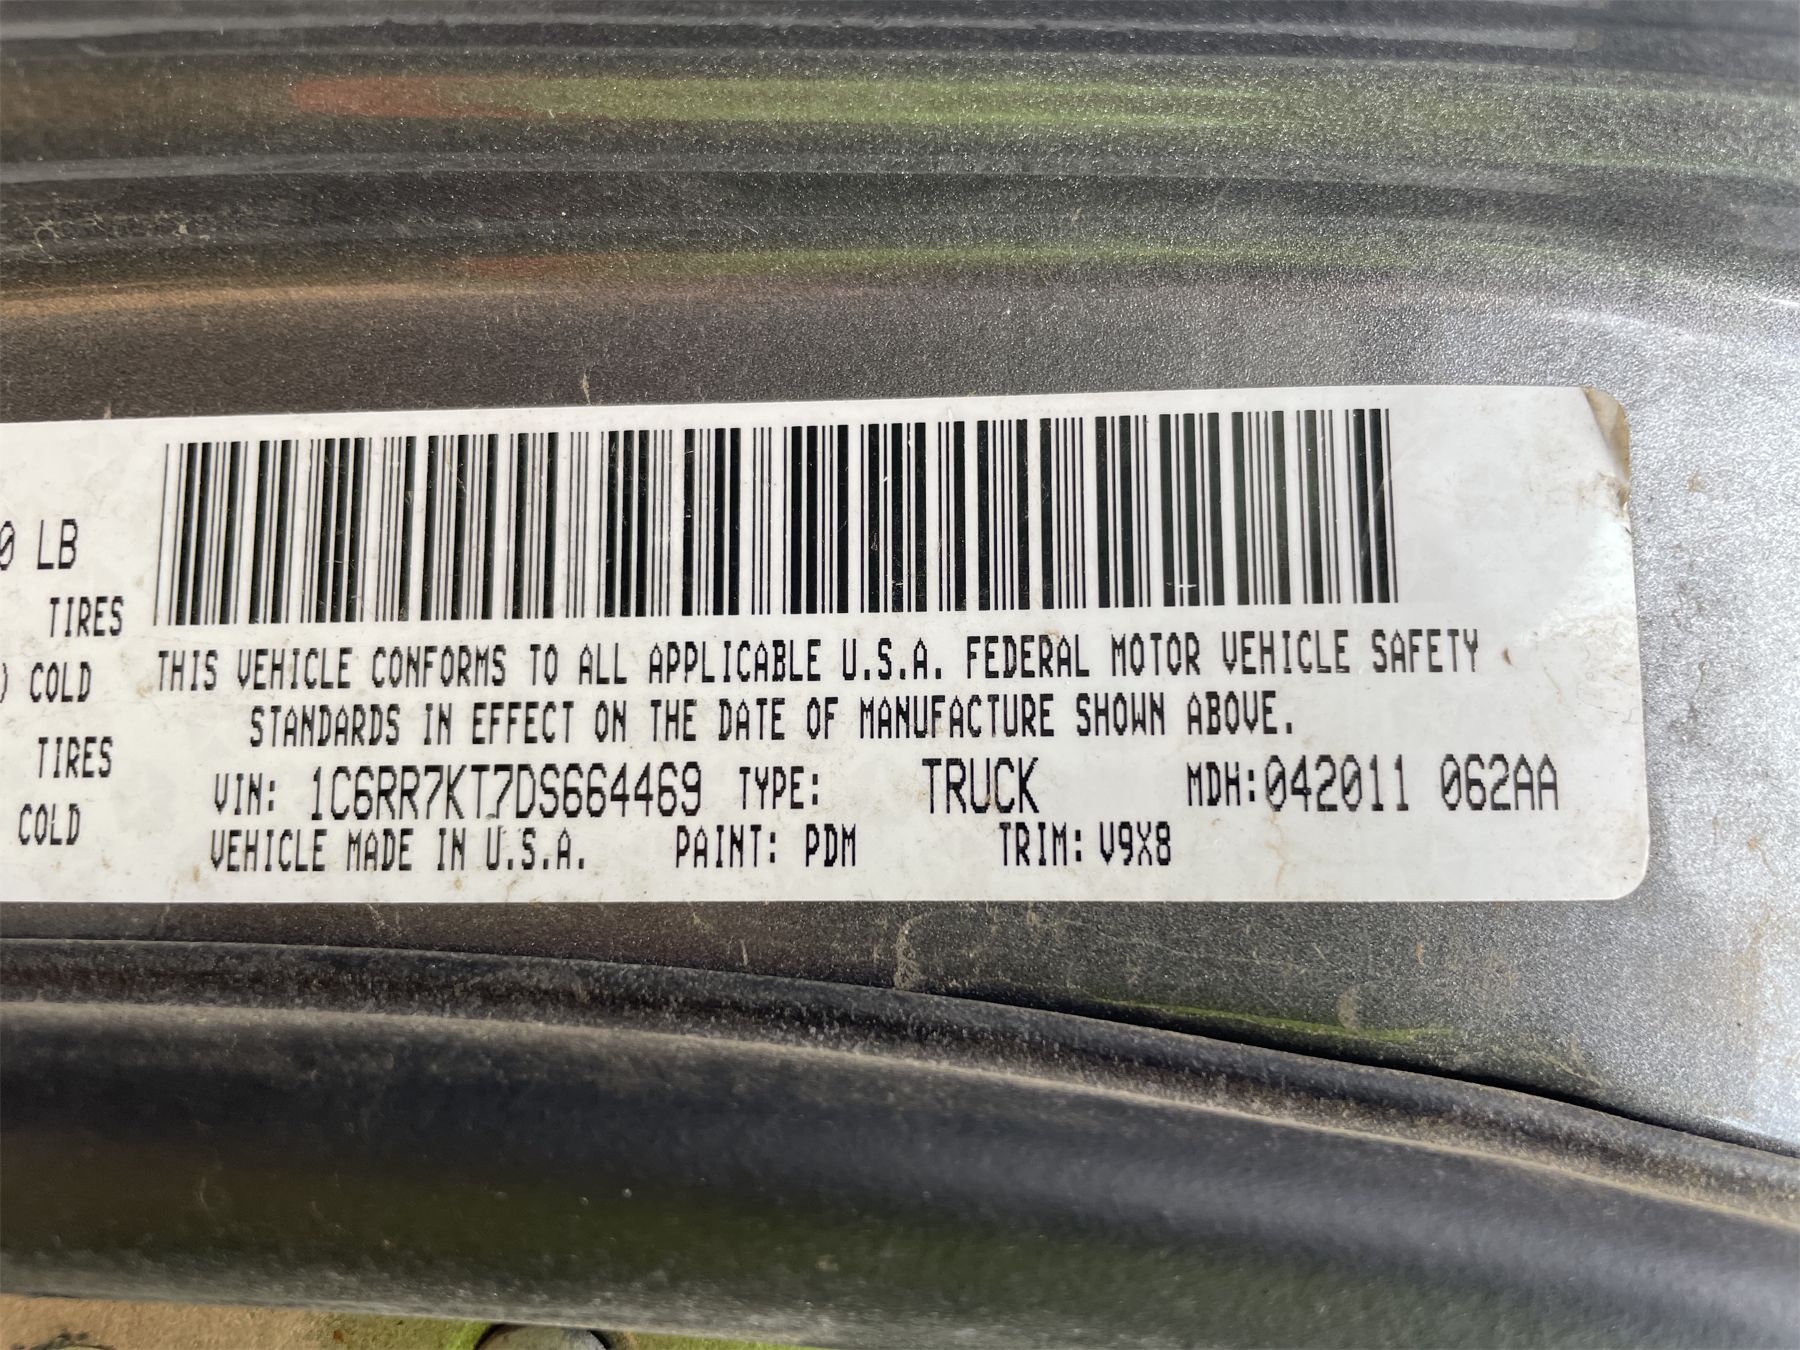 0 LB
TIRES
) COLD
TIRES
COLD
THIS VEHICLE CONFORMS TO ALL APPLICABLE U.S.A. FEDERAL MOTOR VEHICLE SAFETY
STANDARDS IN EFFECT ON THE DATE OF MANUFACTURE SHOWN ABOVE.
VIN: 1C6RR7KT7DS664469 TYPE: TRUCK MDH:042011 062AA
VEHICLE MADE IN U.S.A. PAINT: PDM TRIM: V9X8